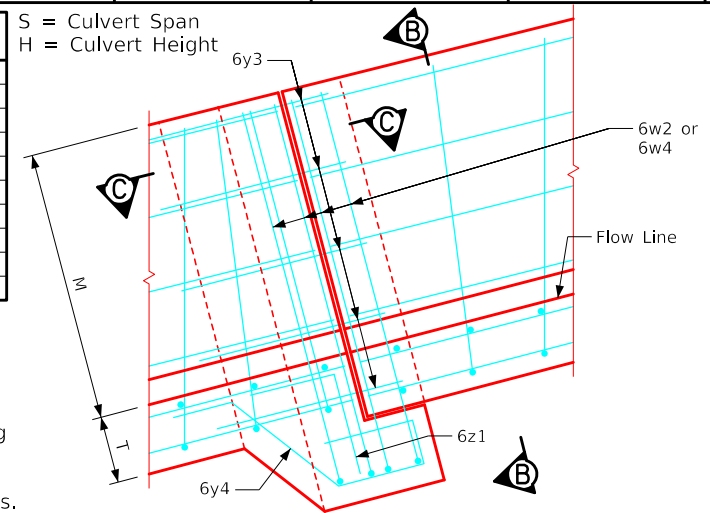 S = Culvert Span
H = Culvert Height
B
6y3
C
6w2 or
6w4
C
Flow Line
M
T
g
6z1
6y4
B
s.